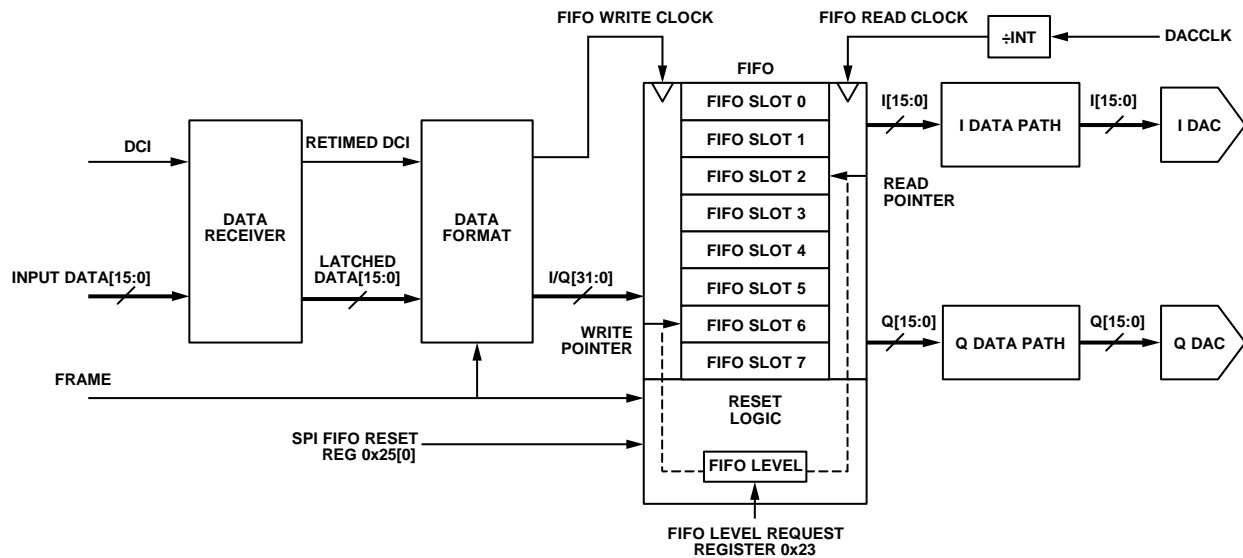 FIFO WRITE CLOCK
FIFO READ CLOCK
÷INT
DACCLK
FIFO
FIFO SLOT 0
FIFO SLOT 1
FIFO SLOT 2
FIFO SLOT 3
FIFO SLOT 4
FIFO SLOT 5
FIFO SLOT 6
FIFO SLOT 7
DCI
DATA
RECEIVER
INPUT DATA[15:0]
RETIMED DCI
LATCHED
DATA[15:0]
DATA
FORMAT
I/Q[31:0]
WRITE
POINTER
READ
POINTER
I[15:0]
I DATA PATH
I[15:0]
I DAC
Q[15:0]
Q DATA PATH
Q[15:0]
Q DAC
FRAME
RESET
LOGIC
SPI FIFO RESET
REG 0x25[0]
FIFO LEVEL
FIFO LEVEL REQUEST
REGISTER 0x23